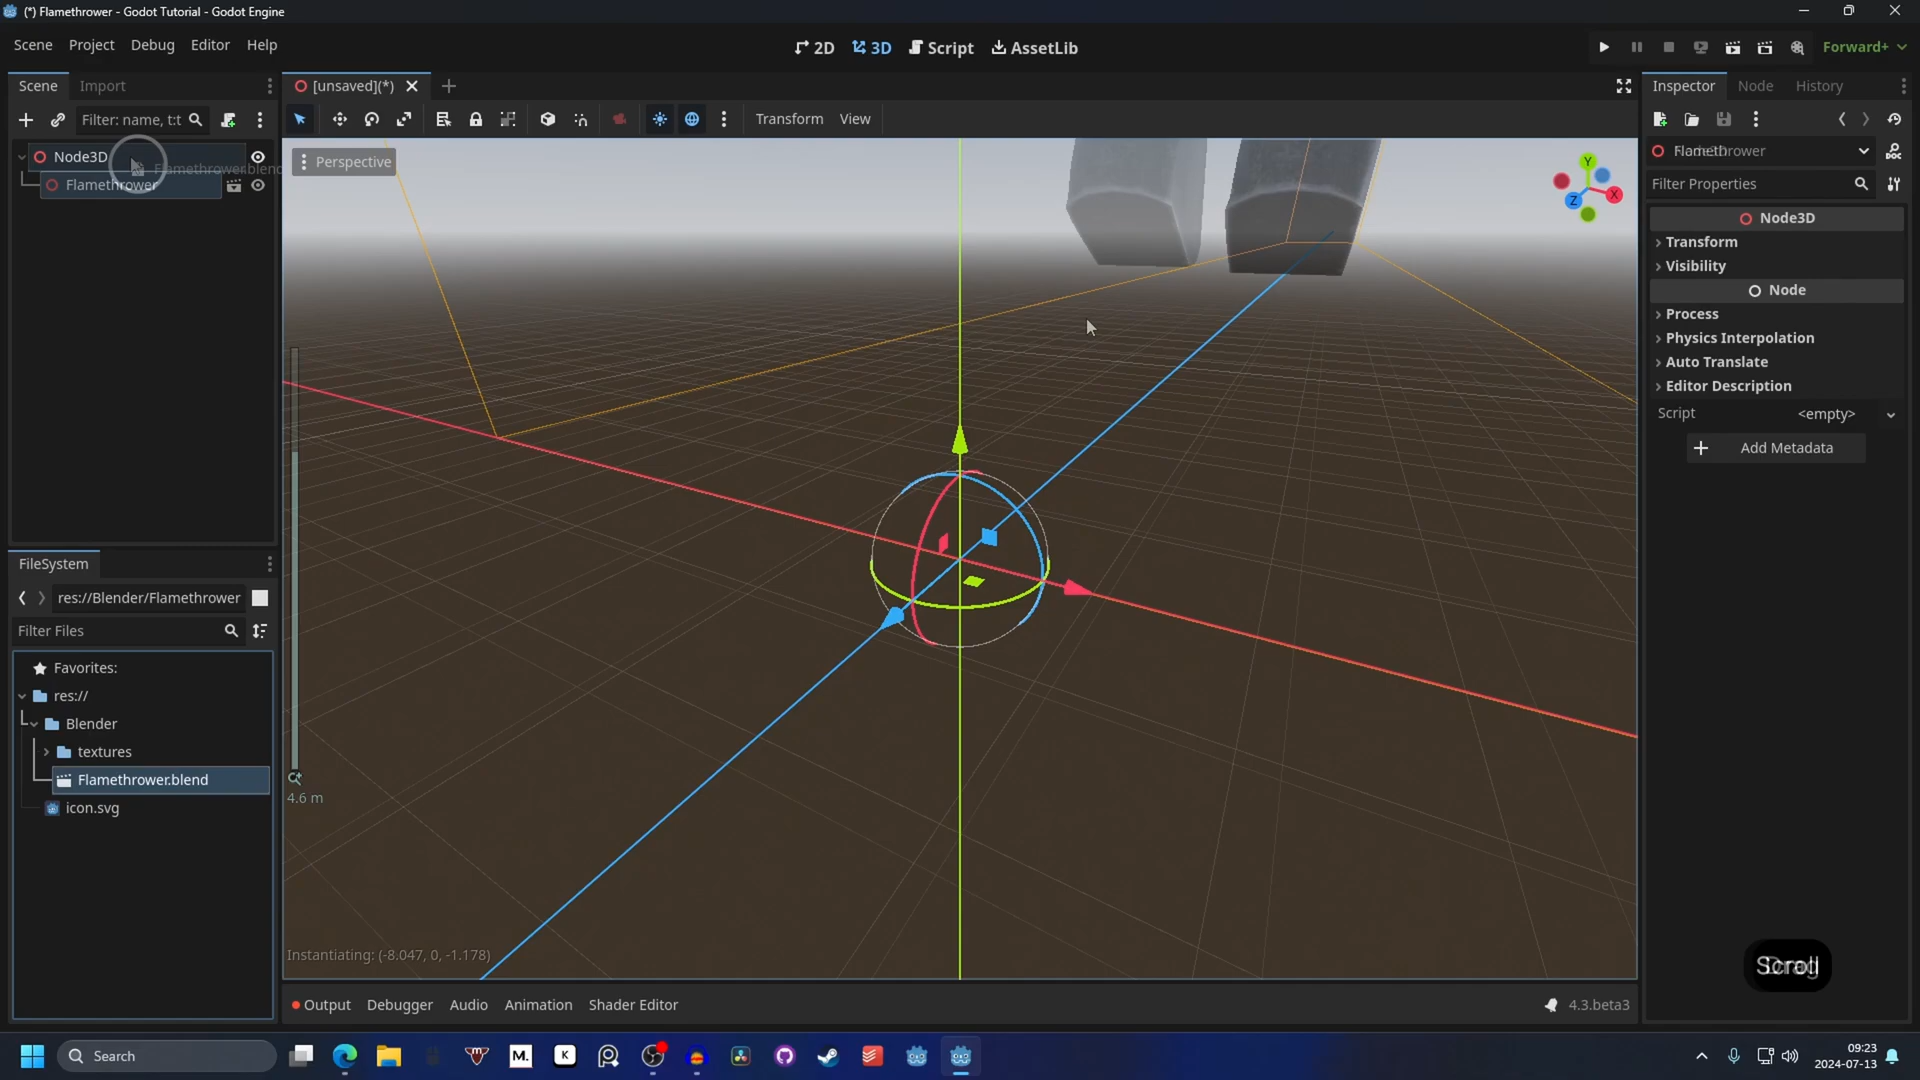 (*) Flamethrower - Godot Tutorial - Godot Engine
Scene Project Debug Editor Help
2D 3D Script AssetLib
Forward+
Scene Import
[unsaved](*)
Inspector Node History
Filter: name, t:t
Transform View
Node3D
Flamethrower.blend
Flamethrower
Perspective
Y
X
Z
Flamethrower
Filter Properties
Node3D
Transform
Visibility
Node
Process
Physics Interpolation
Auto Translate
Editor Description
Script <empty>
Add Metadata
FileSystem
res://Blender/Flamethrower
Filter Files
Favorites:
res://
Blender
textures
Flamethrower.blend
icon.svg
4.6 m
Instantiating: (-8.047, 0, -1.178)
Scroll
Output Debugger Audio Animation Shader Editor
4.3.beta3
Search
M.
K
09:23
2024-07-13